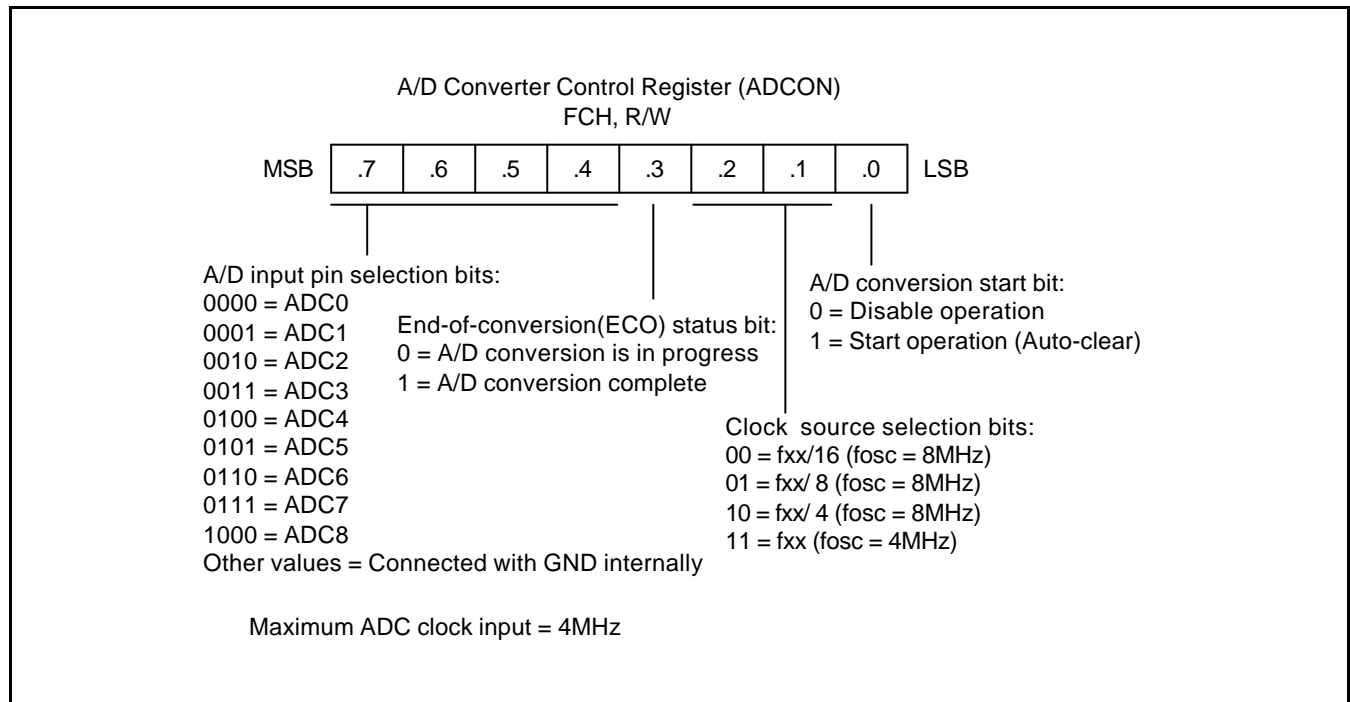 A/D Converter Control Register (ADCON)
FCH, R/W
MSB .7 .6 .5 .4 .3 .2 .1 .0 LSB
A/D input pin selection bits:
0000 = ADC0
0001 = ADC1
0010 = ADC2
0011 = ADC3
0100 = ADC4
0101 = ADC5
0110 = ADC6
0111 = ADC7
1000 = ADC8
Other values = Connected with GND internally
End-of-conversion(ECO) status bit:
0 = A/D conversion is in progress
1 = A/D conversion complete
A/D conversion start bit:
0 = Disable operation
1 = Start operation (Auto-clear)
Clock source selection bits:
00 = fxx/16 (fosc = 8MHz)
01 = fxx/ 8 (fosc = 8MHz)
10 = fxx/ 4 (fosc = 8MHz)
11 = fxx (fosc = 4MHz)
Maximum ADC clock input = 4MHz